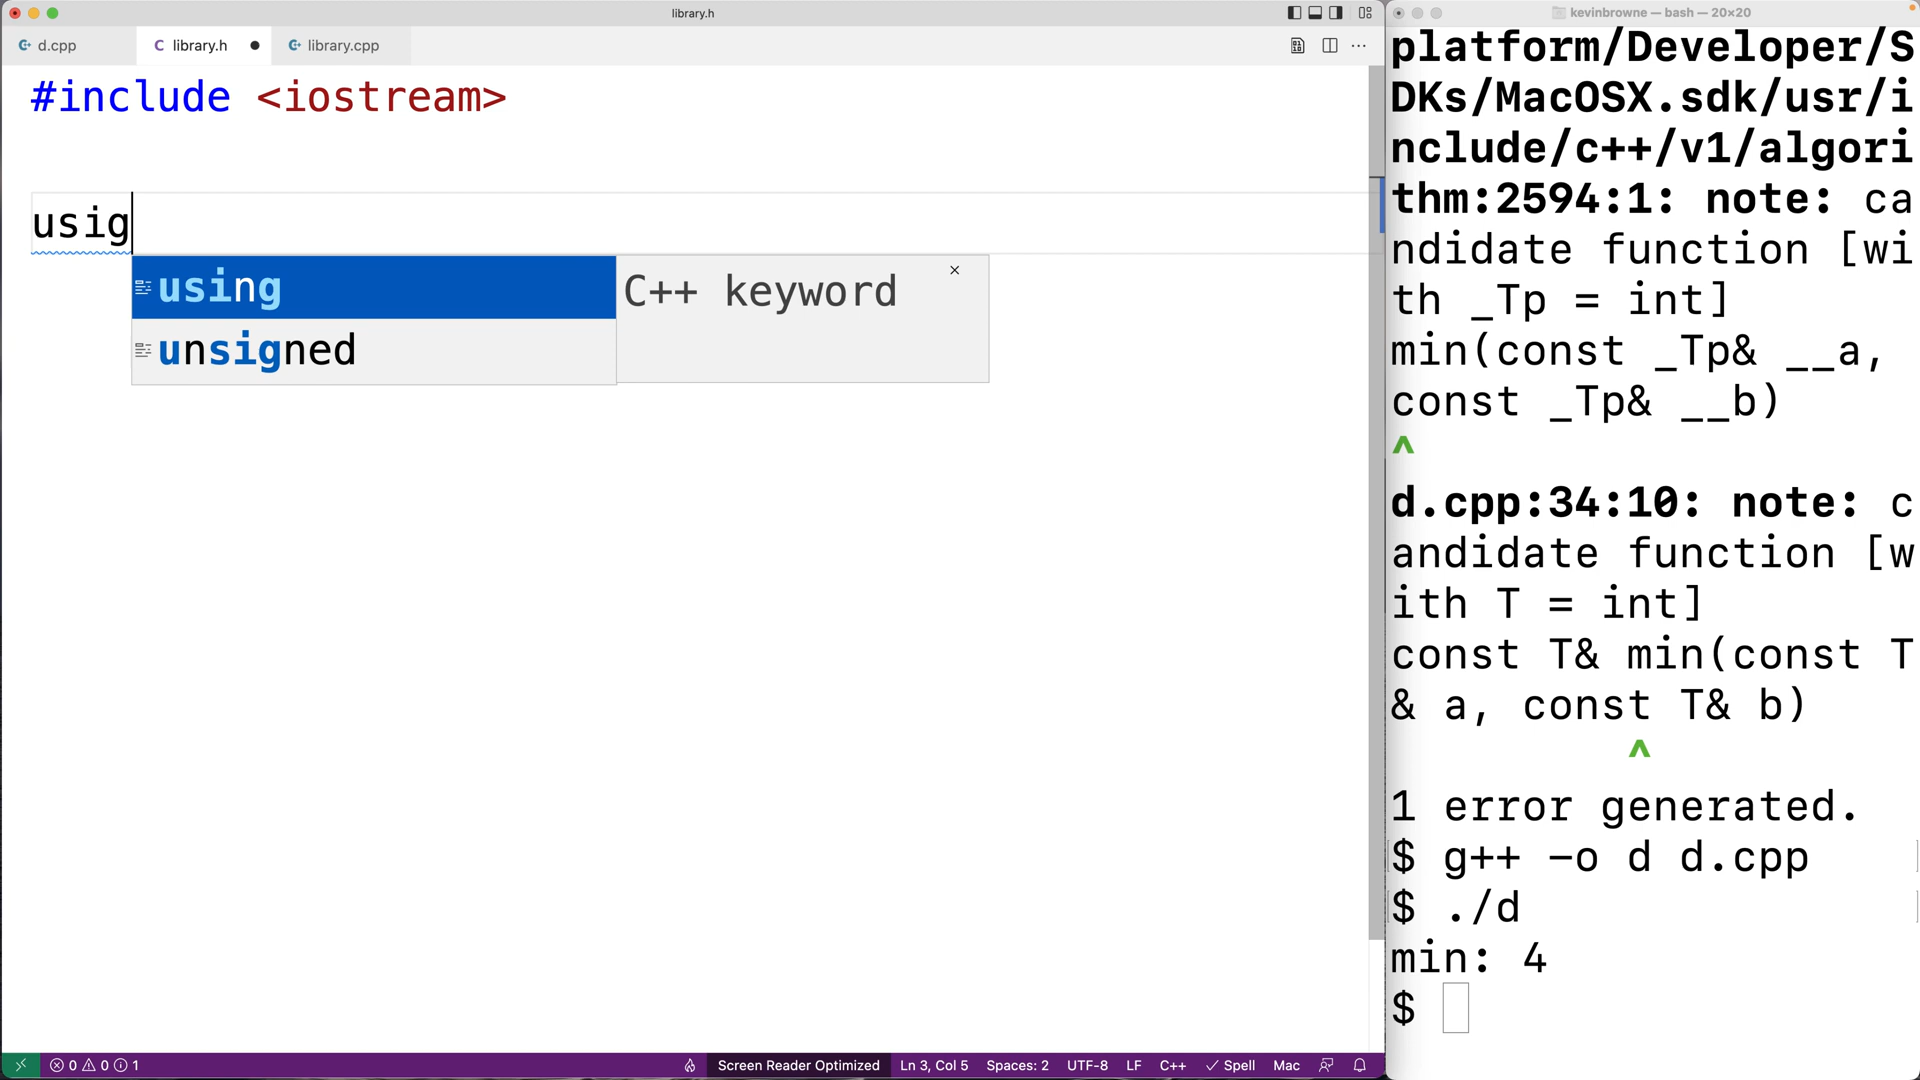 library.h
d.cpp
library.h
library.cpp
#include <iostream>
usig
using
C++ keyword
unsigned
0 0 1
Screen Reader Optimized
Ln 3, Col 5
Spaces: 2
UTF-8
LF
C++
Spell
Mac
kevinbrowne — bash — 20×20
platform/Developer/S
DKs/MacOSX.sdk/usr/i
nclude/c++/v1/algori
thm:2594:1: note: ca
ndidate function [wi
th _Tp = int]
min(const _Tp& __a,
const _Tp& __b)
^
d.cpp:34:10: note: c
andidate function [w
ith T = int]
const T& min(const T
& a, const T& b)
^
1 error generated.
$ g++ -o d d.cpp
$ ./d
min: 4
$